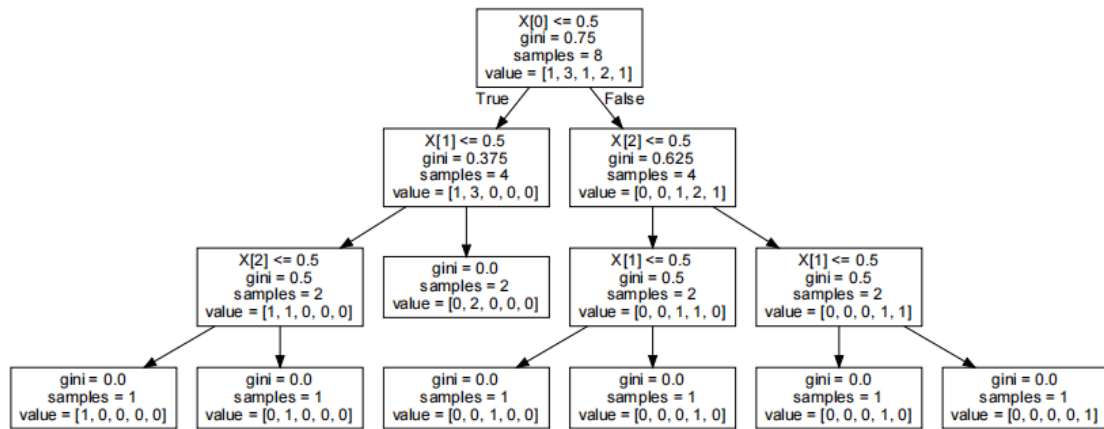 X[0] <= 0.5
gini = 0.75
samples = 8
value = [1, 3, 1, 2, 1]
True
False
X[1] <= 0.5
gini = 0.375
samples = 4
value = [1, 3, 0, 0, 0]
X[2] <= 0.5
gini = 0.625
samples = 4
value = [0, 0, 1, 2, 1]
X[2] <= 0.5
gini = 0.5
samples = 2
value = [1, 1, 0, 0, 0]
gini = 0.0
samples = 2
value = [0, 2, 0, 0, 0]
X[1] <= 0.5
gini = 0.5
samples = 2
value = [0, 0, 1, 1, 0]
X[1] <= 0.5
gini = 0.5
samples = 2
value = [0, 0, 0, 1, 1]
gini = 0.0
samples = 1
value = [1, 0, 0, 0, 0]
gini = 0.0
samples = 1
value = [0, 1, 0, 0, 0]
gini = 0.0
samples = 1
value = [0, 0, 1, 0, 0]
gini = 0.0
samples = 1
value = [0, 0, 0, 1, 0]
gini = 0.0
samples = 1
value = [0, 0, 0, 1, 0]
gini = 0.0
samples = 1
value = [0, 0, 0, 0, 1]